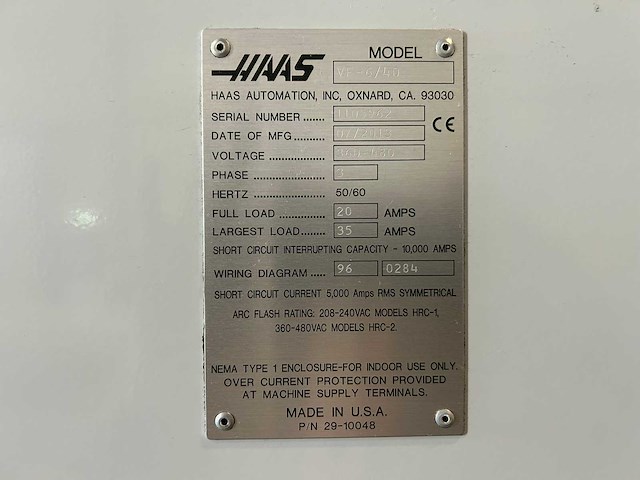 HAAS MODEL
HAAS AUTOMATION, INC, OXNARD, CA. 93030
SERIAL NUMBER .......
DATE OF MFG..........
CE
VOLTAGE ..................
PHASE ...................... 3
HERTZ ...................... 50/60
FULL LOAD .............. 20 AMPS
LARGEST LOAD........ 35 AMPS
SHORT CIRCUIT INTERRUPTING CAPACITY - 10,000 AMPS
WIRING DIAGRAM ..... 96 0284
SHORT CIRCUIT CURRENT 5,000 Amps RMS SYMMETRICAL
ARC FLASH RATING: 208-240VAC MODELS HRC-1,
360-480VAC MODELS HRC-2.
NEMA TYPE 1 ENCLOSURE-FOR INDOOR USE ONLY.
OVER CURRENT PROTECTION PROVIDED
AT MACHINE SUPPLY TERMINALS.
MADE IN U.S.A.
P/N 29-10048